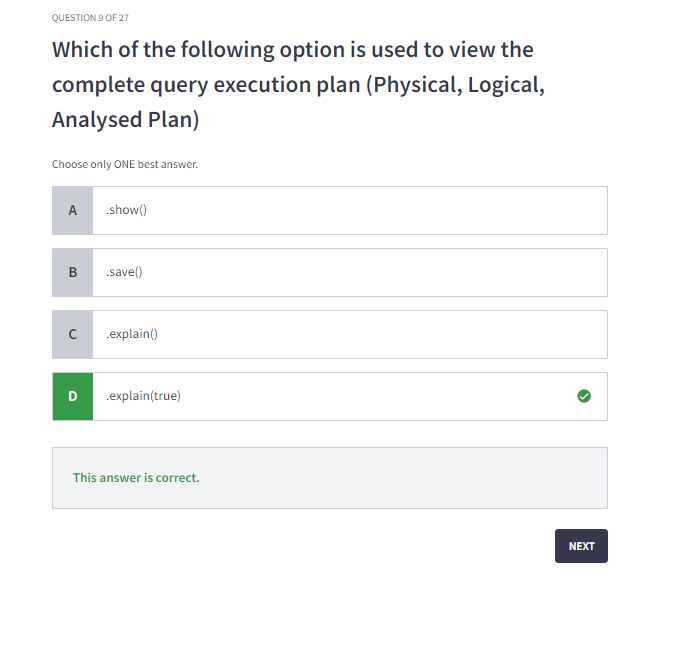 QUESTION 9 OF 27
Which of the following option is used to view the
complete query execution plan (Physical, Logical,
Analysed Plan)
Choose only ONE best answer.
A .show()
B .save()
C .explain()
D .explain(true)
This answer is correct.
NEXT